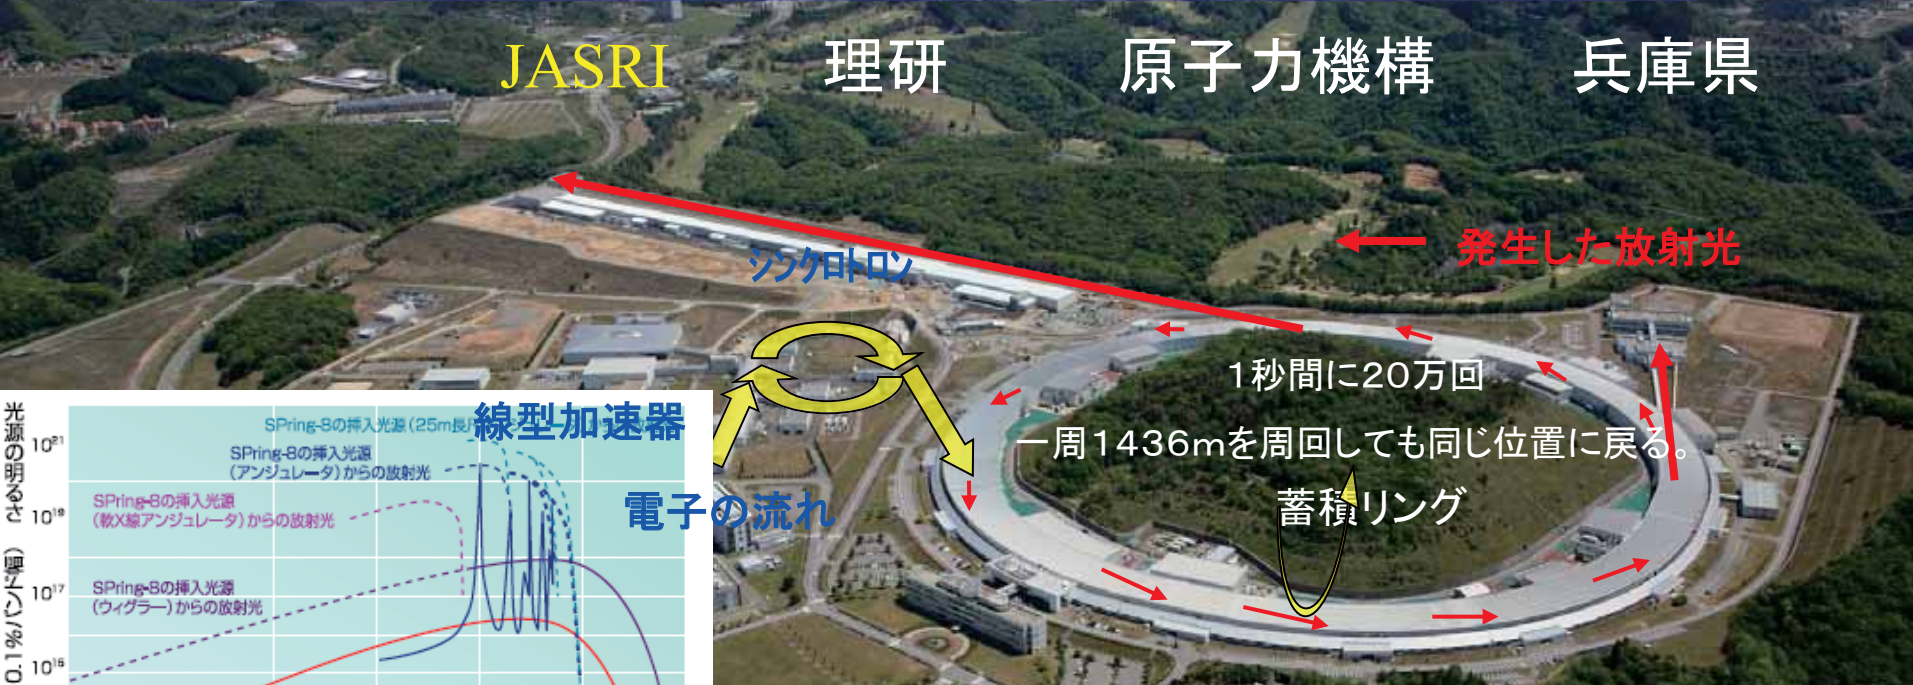 JASRI 理研 原子力機構 兵庫県
発生した放射光
シンクロトロン
1秒間に20万回
一周1436mを周回しても同じ位置に戻る。
蓄積リング
線型加速器
電子の流れ
光源の明るさ
0.1%バンド幅)
10²¹
10¹⁹
10¹⁷
10¹⁵
SPring-8の挿入光源(25m長
SPring-8の挿入光源
(アンジュレータ)からの放射光
SPring-8の挿入光源
(軟X線アンジュレータ)からの放射光
SPring-8の挿入光源
(ウィグラー)からの放射光